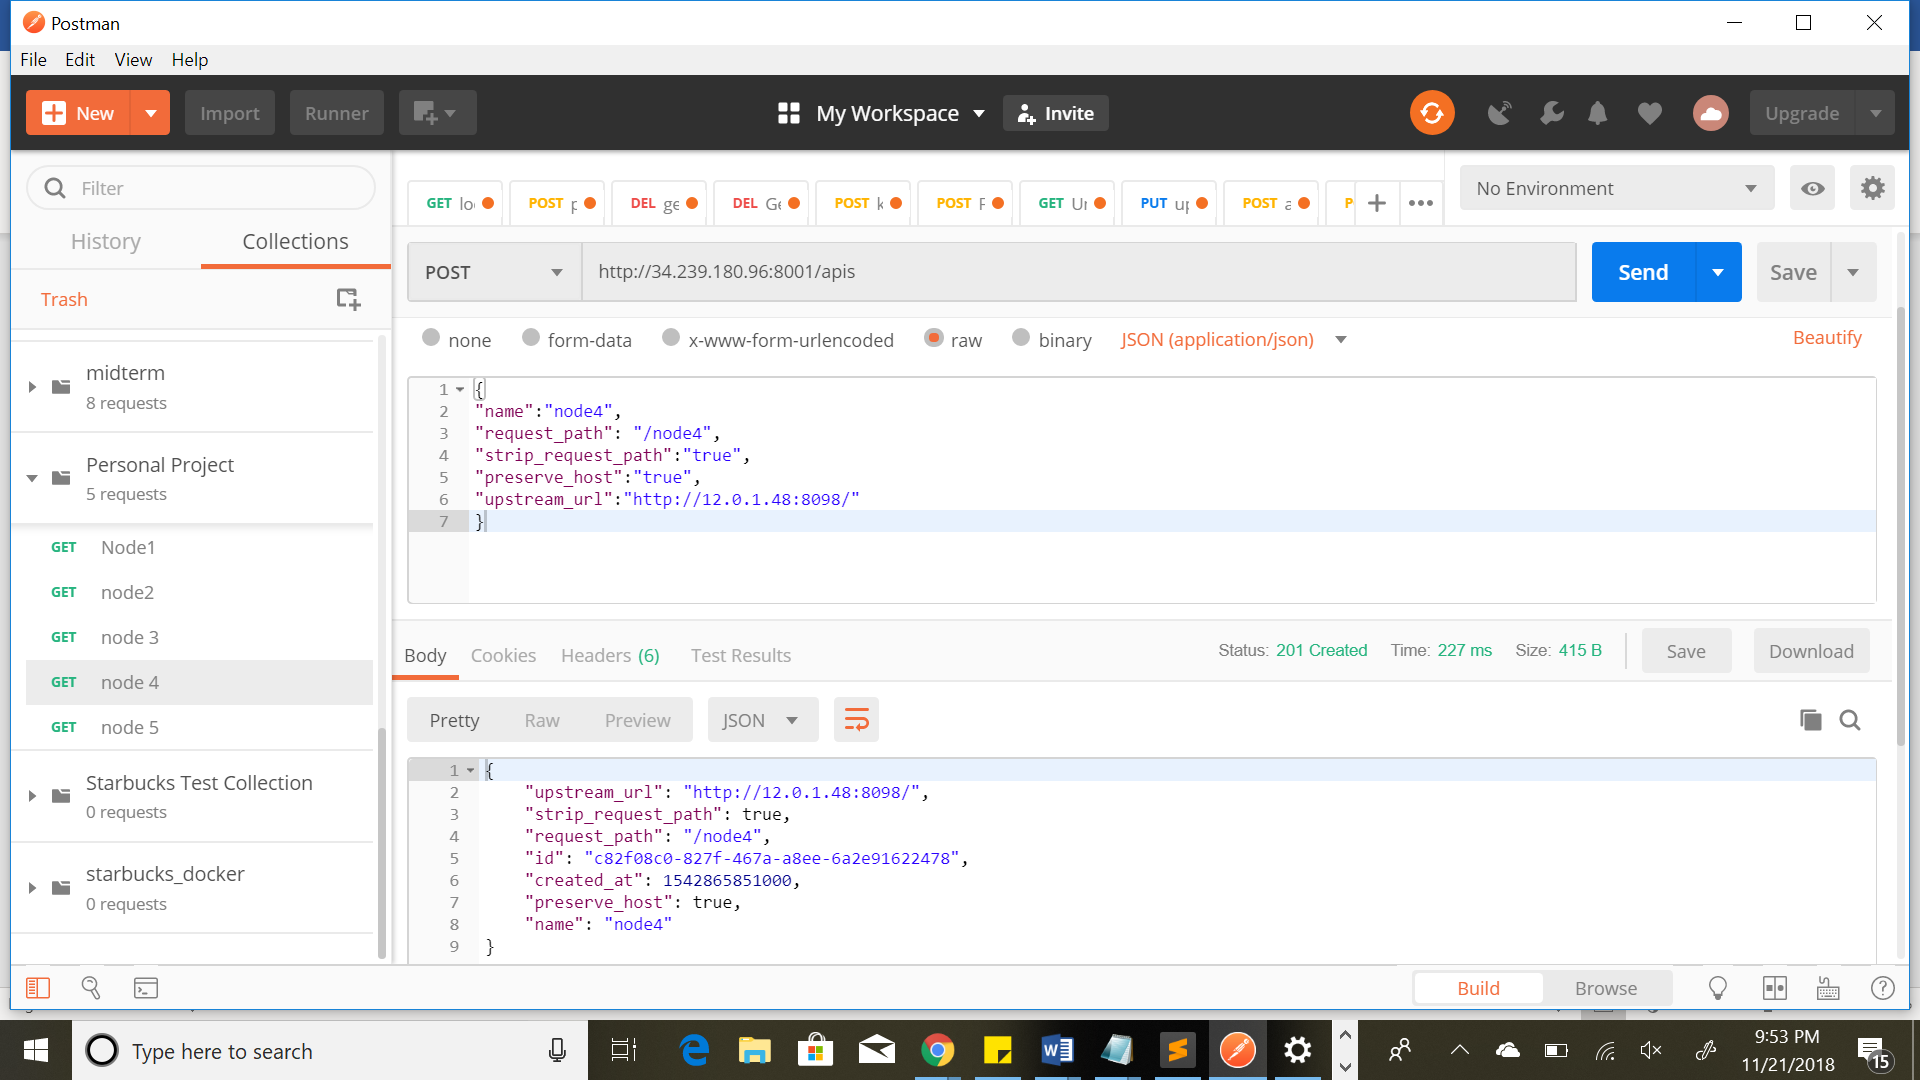 Postman
File Edit View Help
New Import Runner My Workspace Invite Upgrade
Filter
History Collections
Trash
midterm
8 requests
Personal Project
5 requests
GET Node1
GET node2
GET node 3
GET node 4
GET node 5
Starbucks Test Collection
0 requests
starbucks_docker
0 requests
GET POST DEL ge DEL Ge POST k POST F GET PUT POST a P ••• No Environment
POST http://34.239.180.96:8001/apis Send Save
none form-data x-www-form-urlencoded raw binary JSON (application/json) Beautify
1 {
2 "name":"node4",
3 "request_path": "/node4",
4 "strip_request_path":"true",
5 "preserve_host":"true",
6 "upstream_url":"http://12.0.1.48:8098/"
7 }
Body Cookies Headers (6) Test Results Status: 201 Created Time: 227 ms Size: 415 B Save Download
Pretty Raw Preview JSON
1 {
2 "upstream_url": "http://12.0.1.48:8098/",
3 "strip_request_path": true,
4 "request_path": "/node4",
5 "id": "c82f08c0-827f-467a-a8ee-6a2e91622478",
6 "created_at": 1542865851000,
7 "preserve_host": true,
8 "name": "node4"
9 }
Build Browse
Type here to search
9:53 PM
11/21/2018
15